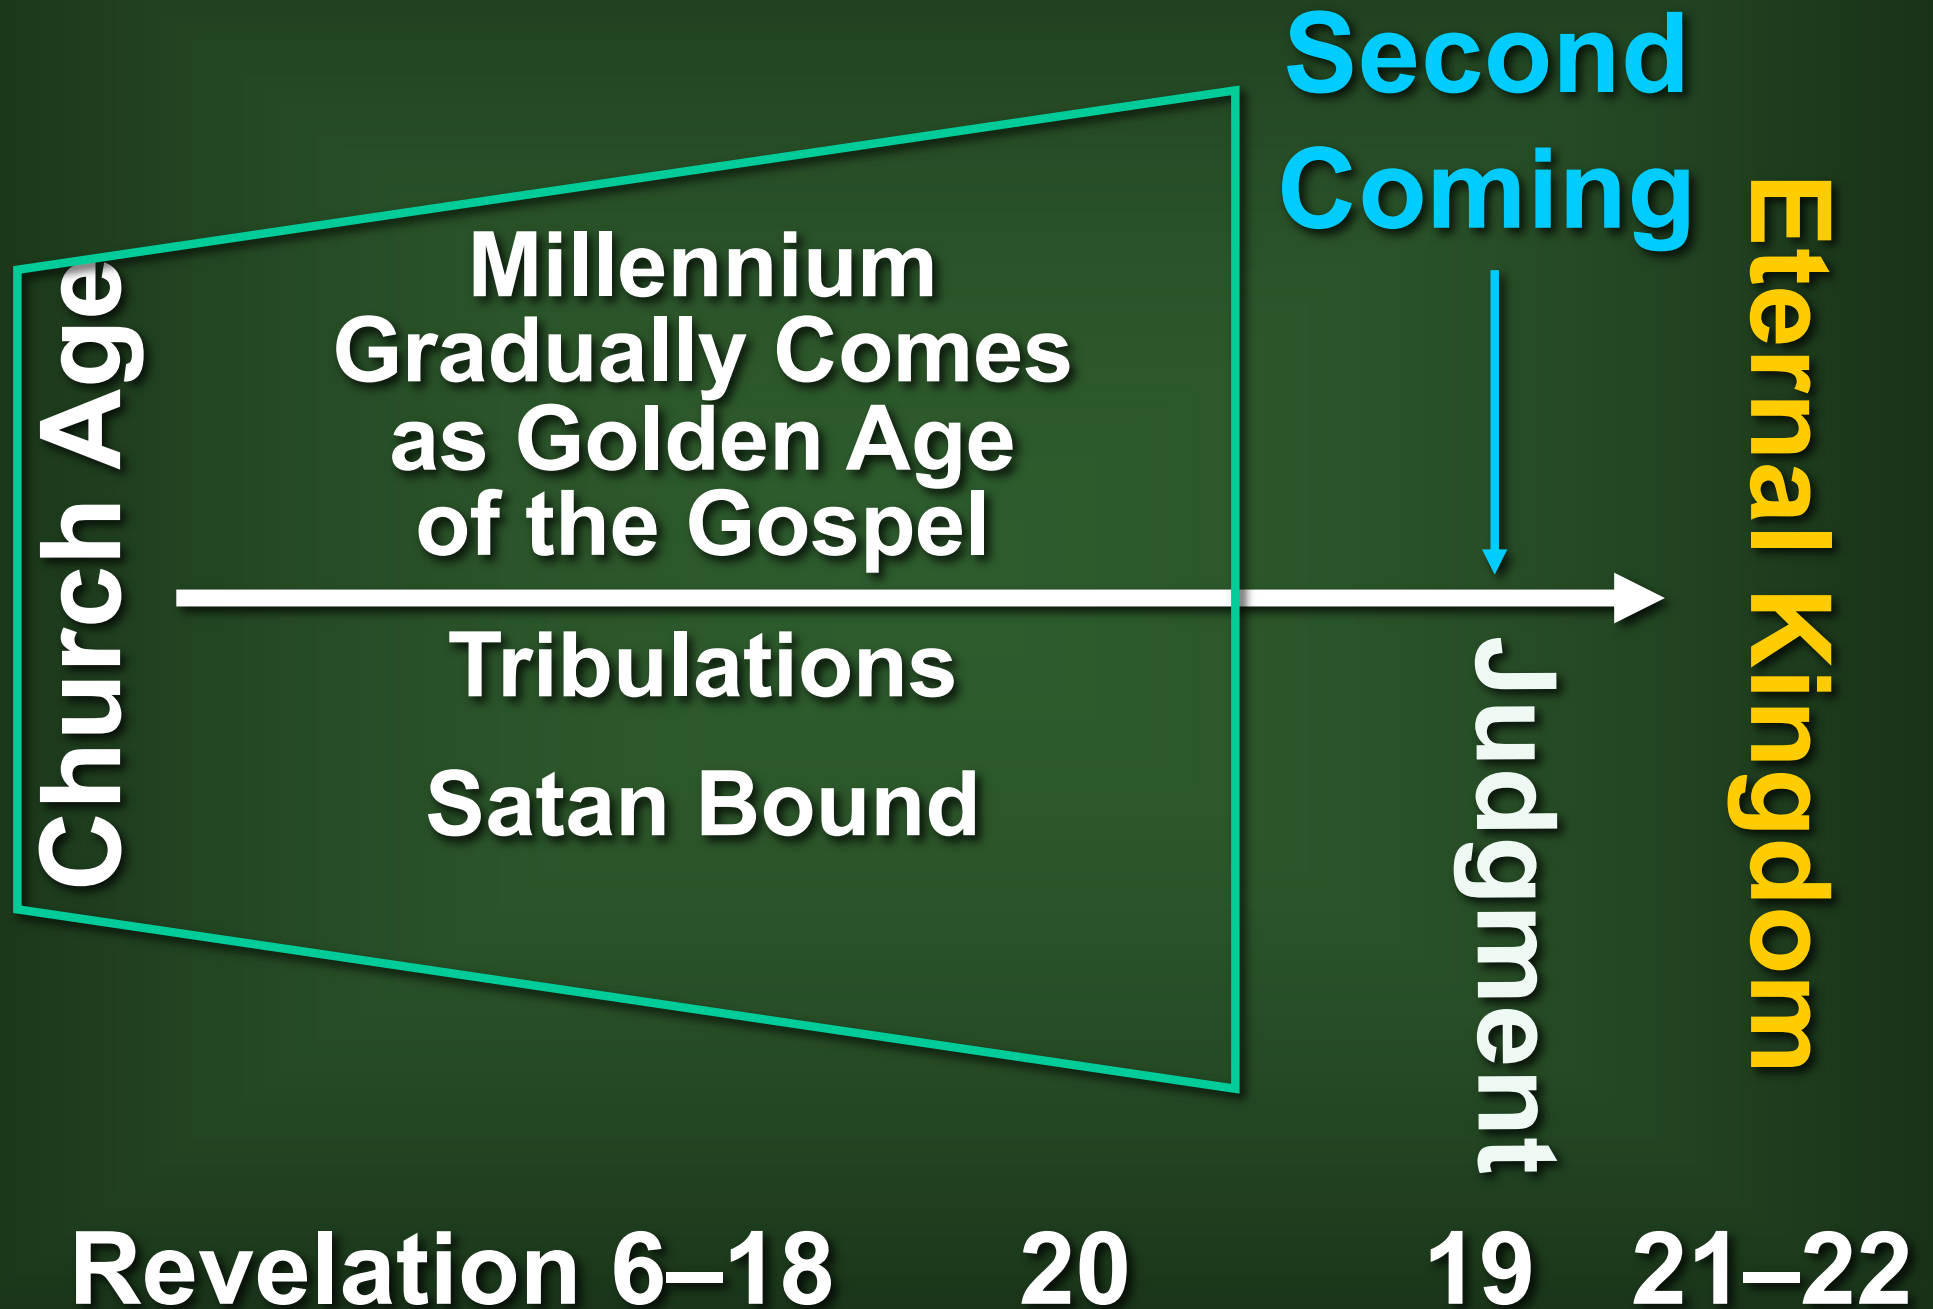 Second
Coming
Church Age
Millennium
Gradually Comes
as Golden Age
of the Gospel
Tribulations
Satan Bound
Judgment
Eternal Kingdom
Revelation 6–18 20 19 21–22